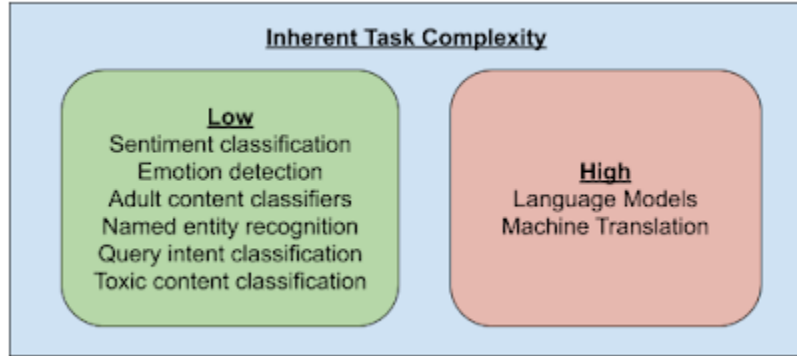 Inherent Task Complexity
Low
Sentiment classification
Emotion detection
Adult content classifiers
Named entity recognition
Query intent classification
Toxic content classification
High
Language Models
Machine Translation